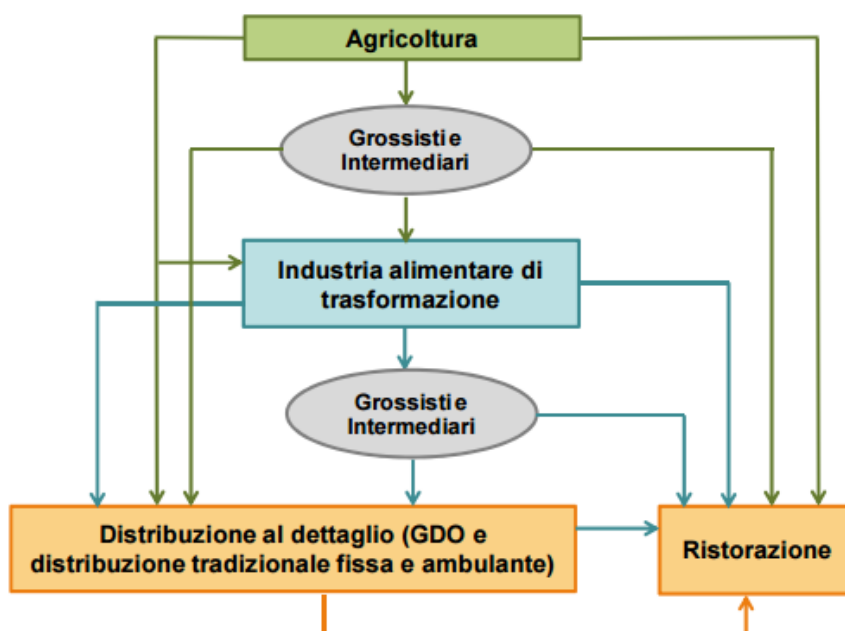 Agricoltura
Grossisti e
Intermediari
Industria alimentare di
trasformazione
Grossisti e
Intermediari
Distribuzione al dettaglio (GDO e
distribuzione tradizionale fissa e ambulante)
Ristorazione